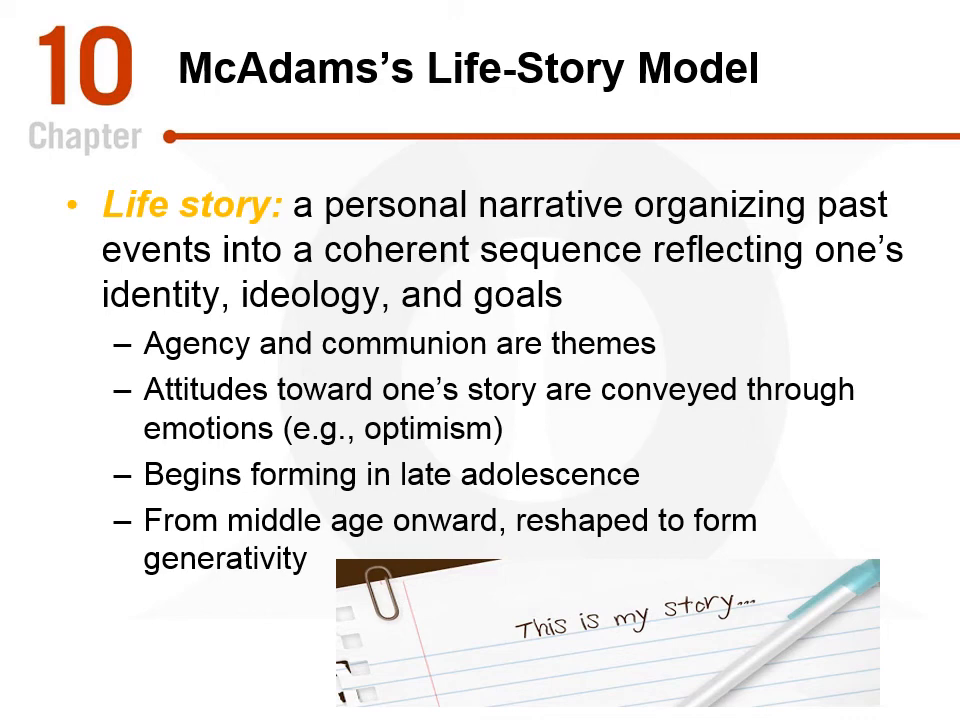 10
Chapter
McAdams’s Life-Story Model
• Life story: a personal narrative organizing past
events into a coherent sequence reflecting one’s
identity, ideology, and goals
– Agency and communion are themes
– Attitudes toward one’s story are conveyed through
emotions (e.g., optimism)
– Begins forming in late adolescence
– From middle age onward, reshaped to form
generativity
This is my story...